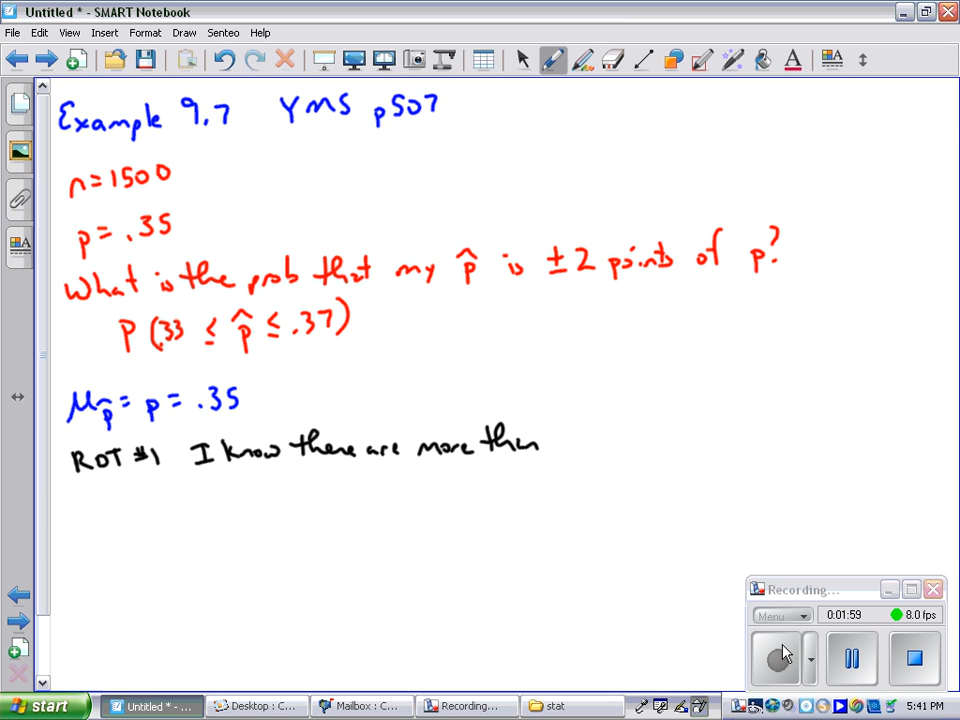 Untitled * - SMART Notebook
File Edit View Insert Format Draw Senteo Help
Example 9.7 YMS p507
n=1500
p=.35
What is the prob that my p̂ is ±2 points of p?
P(.33 ≤ p̂ ≤ .37)
μp̂ = p = .35
ROT #1 I know there are more than
Recording...
Menu 0:01:59 8.0 fps
start Untitled * - ... Desktop : C... Mailbox : C... Recording... stat 5:41 PM